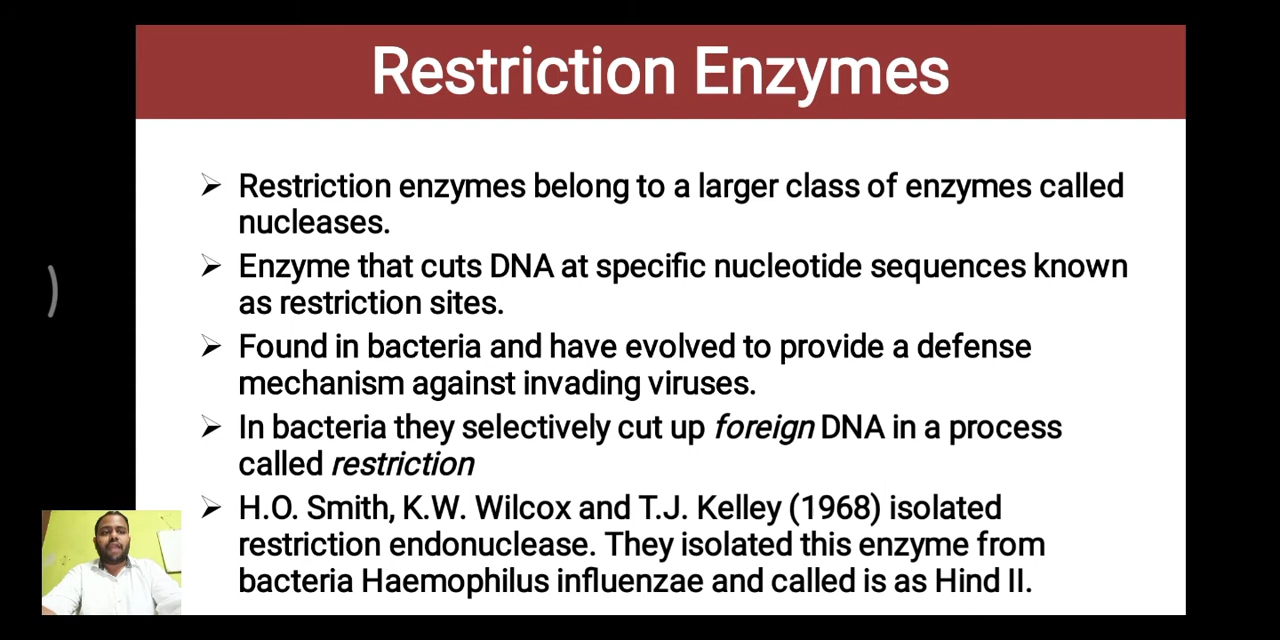 Restriction Enzymes
➢ Restriction enzymes belong to a larger class of enzymes called
nucleases.
➢ Enzyme that cuts DNA at specific nucleotide sequences known
as restriction sites.
➢ Found in bacteria and have evolved to provide a defense
mechanism against invading viruses.
➢ In bacteria they selectively cut up foreign DNA in a process
called restriction
➢ H.O. Smith, K.W. Wilcox and T.J. Kelley (1968) isolated
restriction endonuclease. They isolated this enzyme from
bacteria Haemophilus influenzae and called is as Hind II.